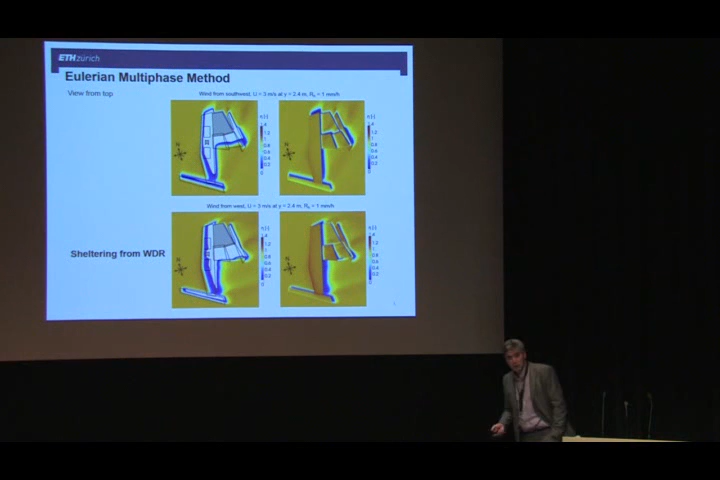 ETHzürich
Eulerian Multiphase Method
View from top
Wind from southwest, U = 3 m/s at y = 2.4 m, Rh = 1 mm/h
Wind from west, U = 3 m/s at y = 2.4 m, Rh = 1 mm/h
Sheltering from WDR